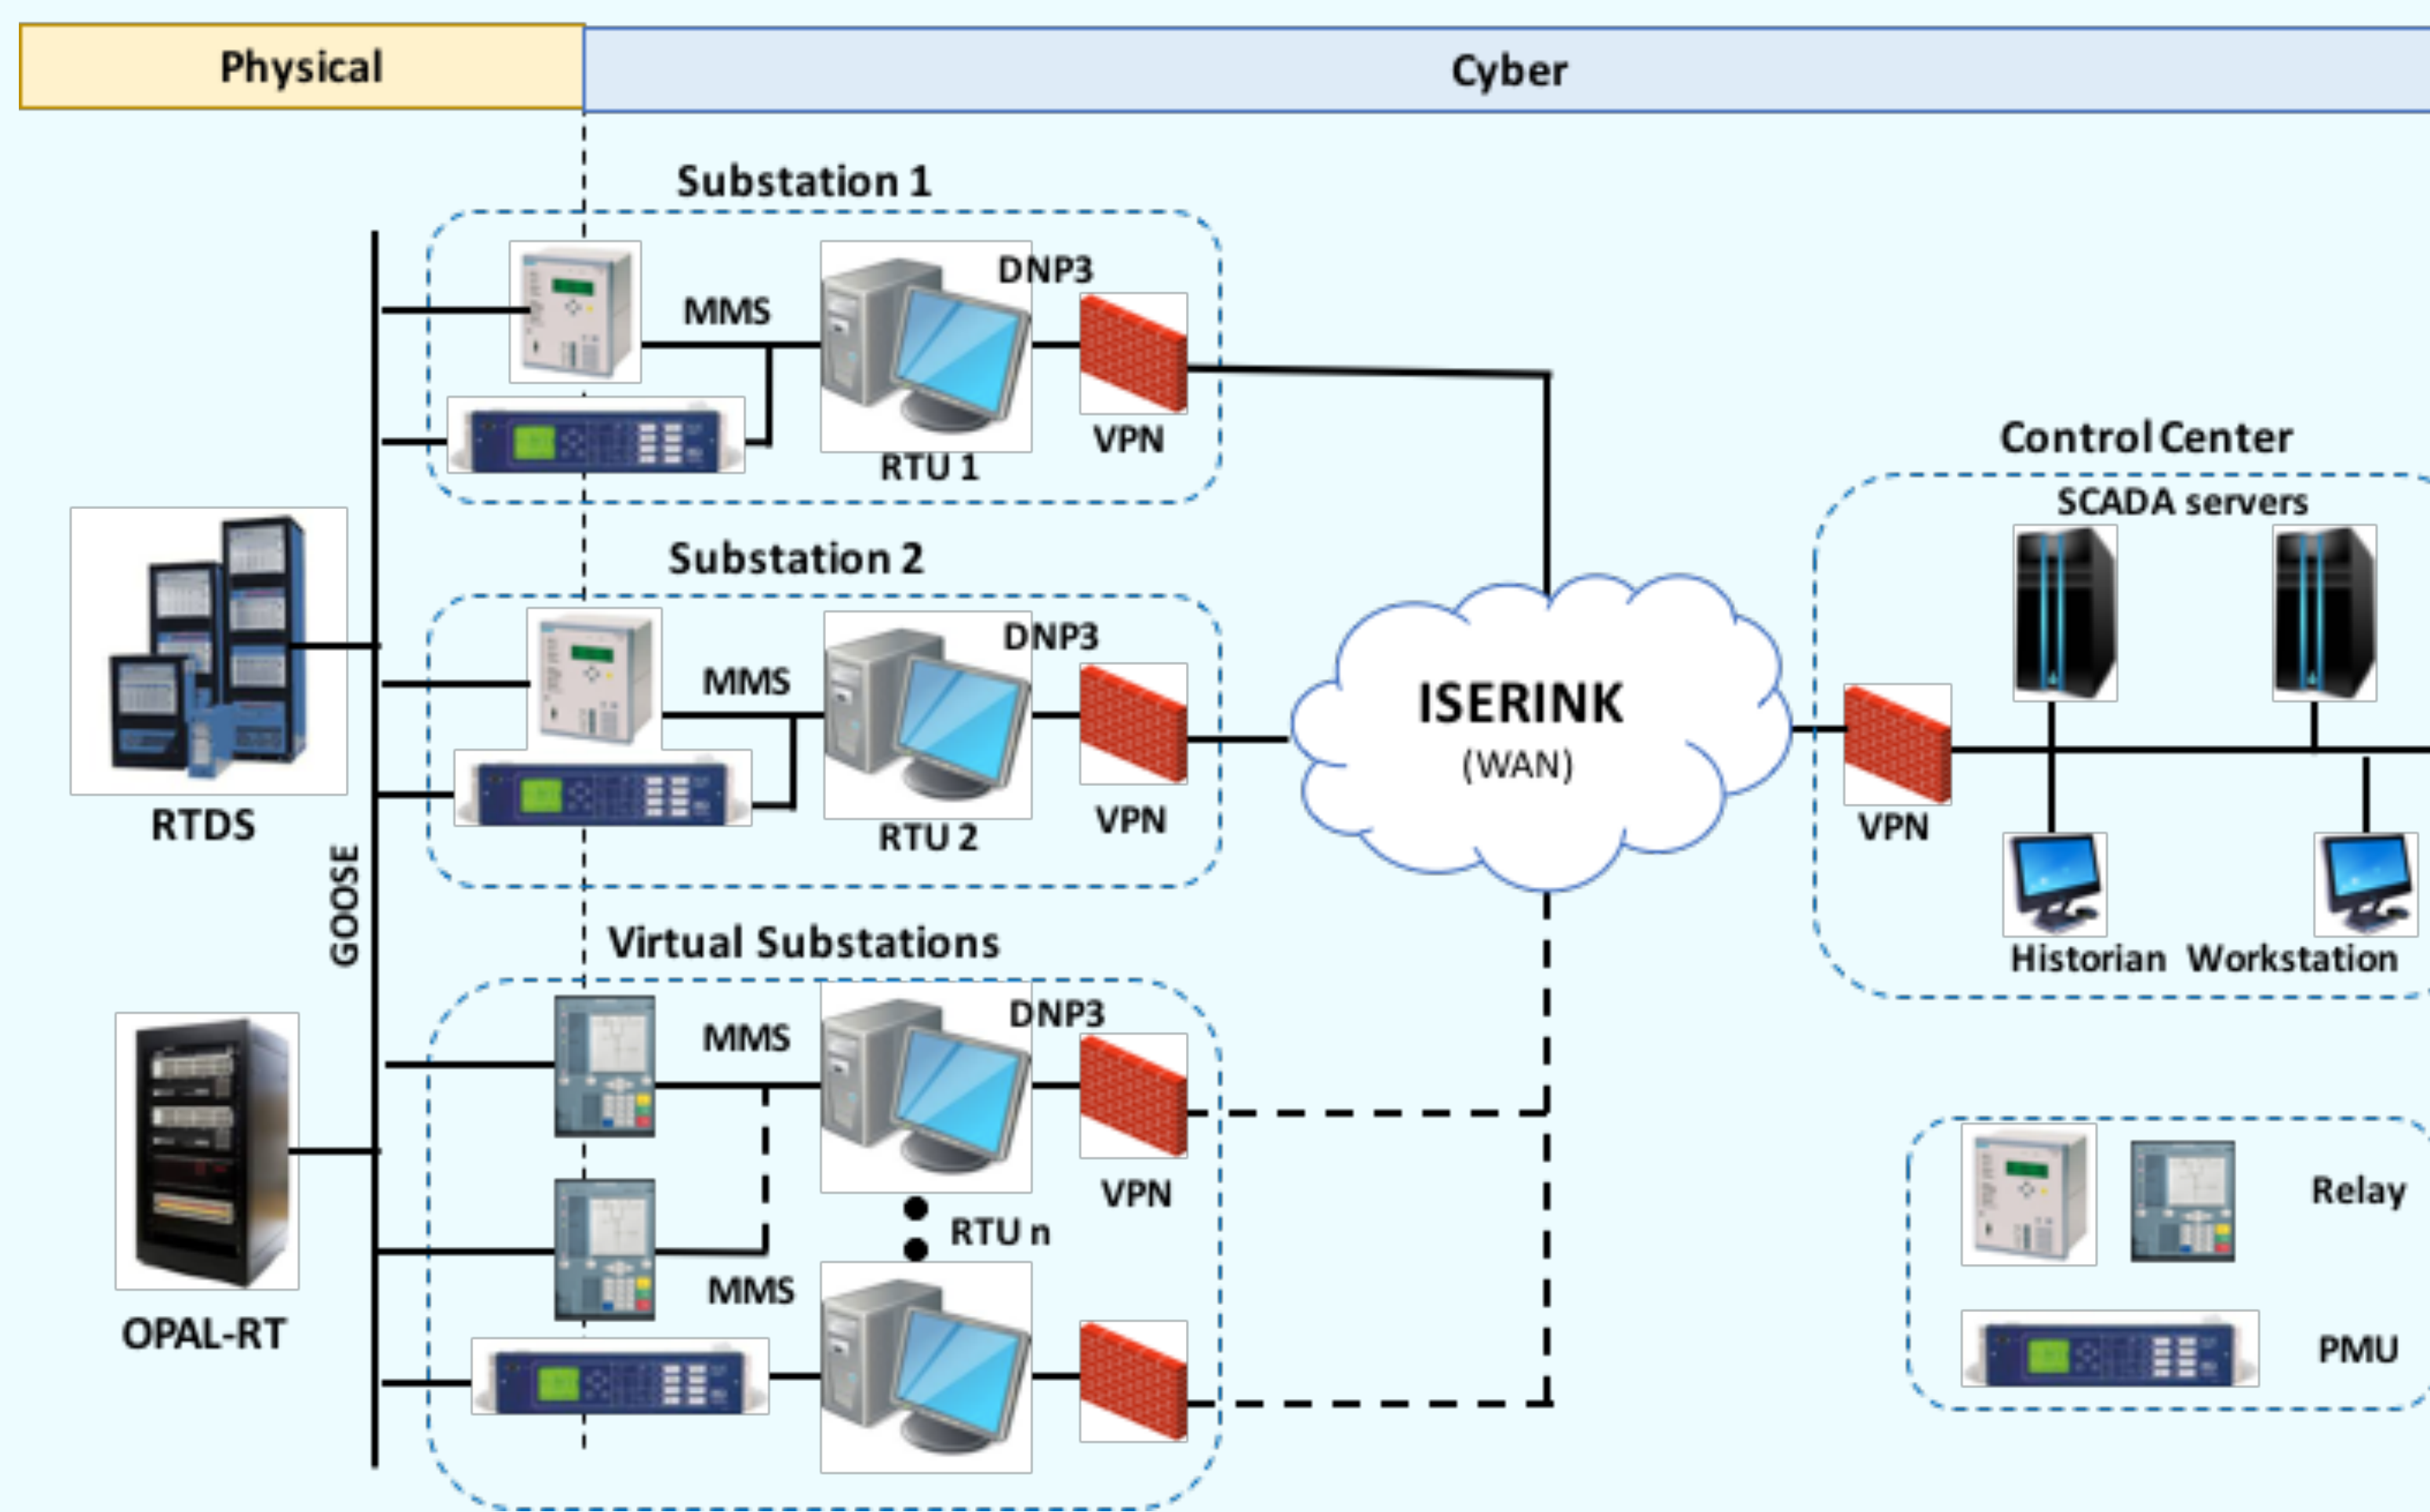 Physical
Cyber
Substation 1
MMS
DNP3
RTU 1
VPN
Substation 2
MMS
DNP3
RTU 2
VPN
RTDS
GOOSE
OPAL-RT
Virtual Substations
MMS
DNP3
VPN
RTU n
MMS
ISERINK
(WAN)
Control Center
SCADA servers
VPN
Historian
Workstation
Relay
PMU